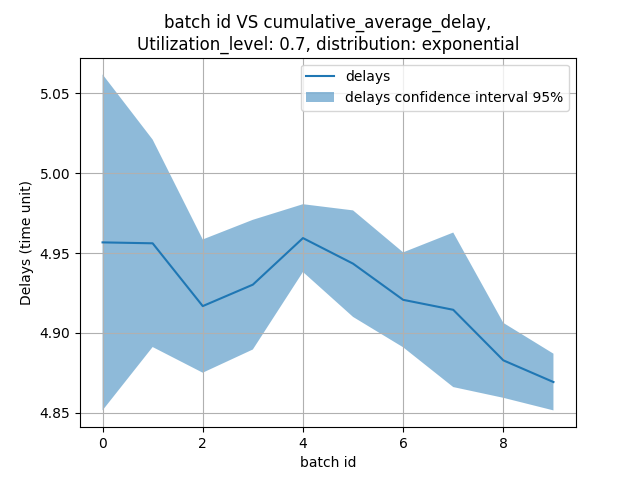 batch id VS cumulative_average_delay,
Utilization_level: 0.7, distribution: exponential
delays
delays confidence interval 95%
Delays (time unit)
5.05
5.00
4.95
4.90
4.85
0 2 4 6 8
batch id